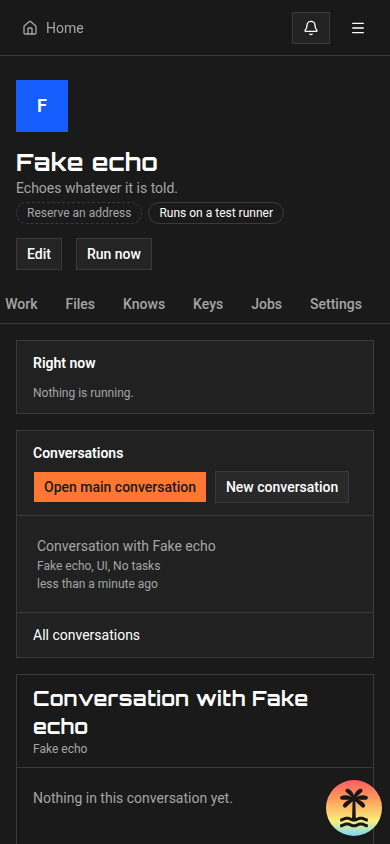 Home
F
Fake echo
Echoes whatever it is told.
Reserve an address Runs on a test runner
Edit Run now
Work Files Knows Keys Jobs Settings
Right now
Nothing is running.
Conversations
Open main conversation New conversation
Conversation with Fake echo
Fake echo, UI, No tasks
less than a minute ago
All conversations
Conversation with Fake
echo
Fake echo
Nothing in this conversation yet.